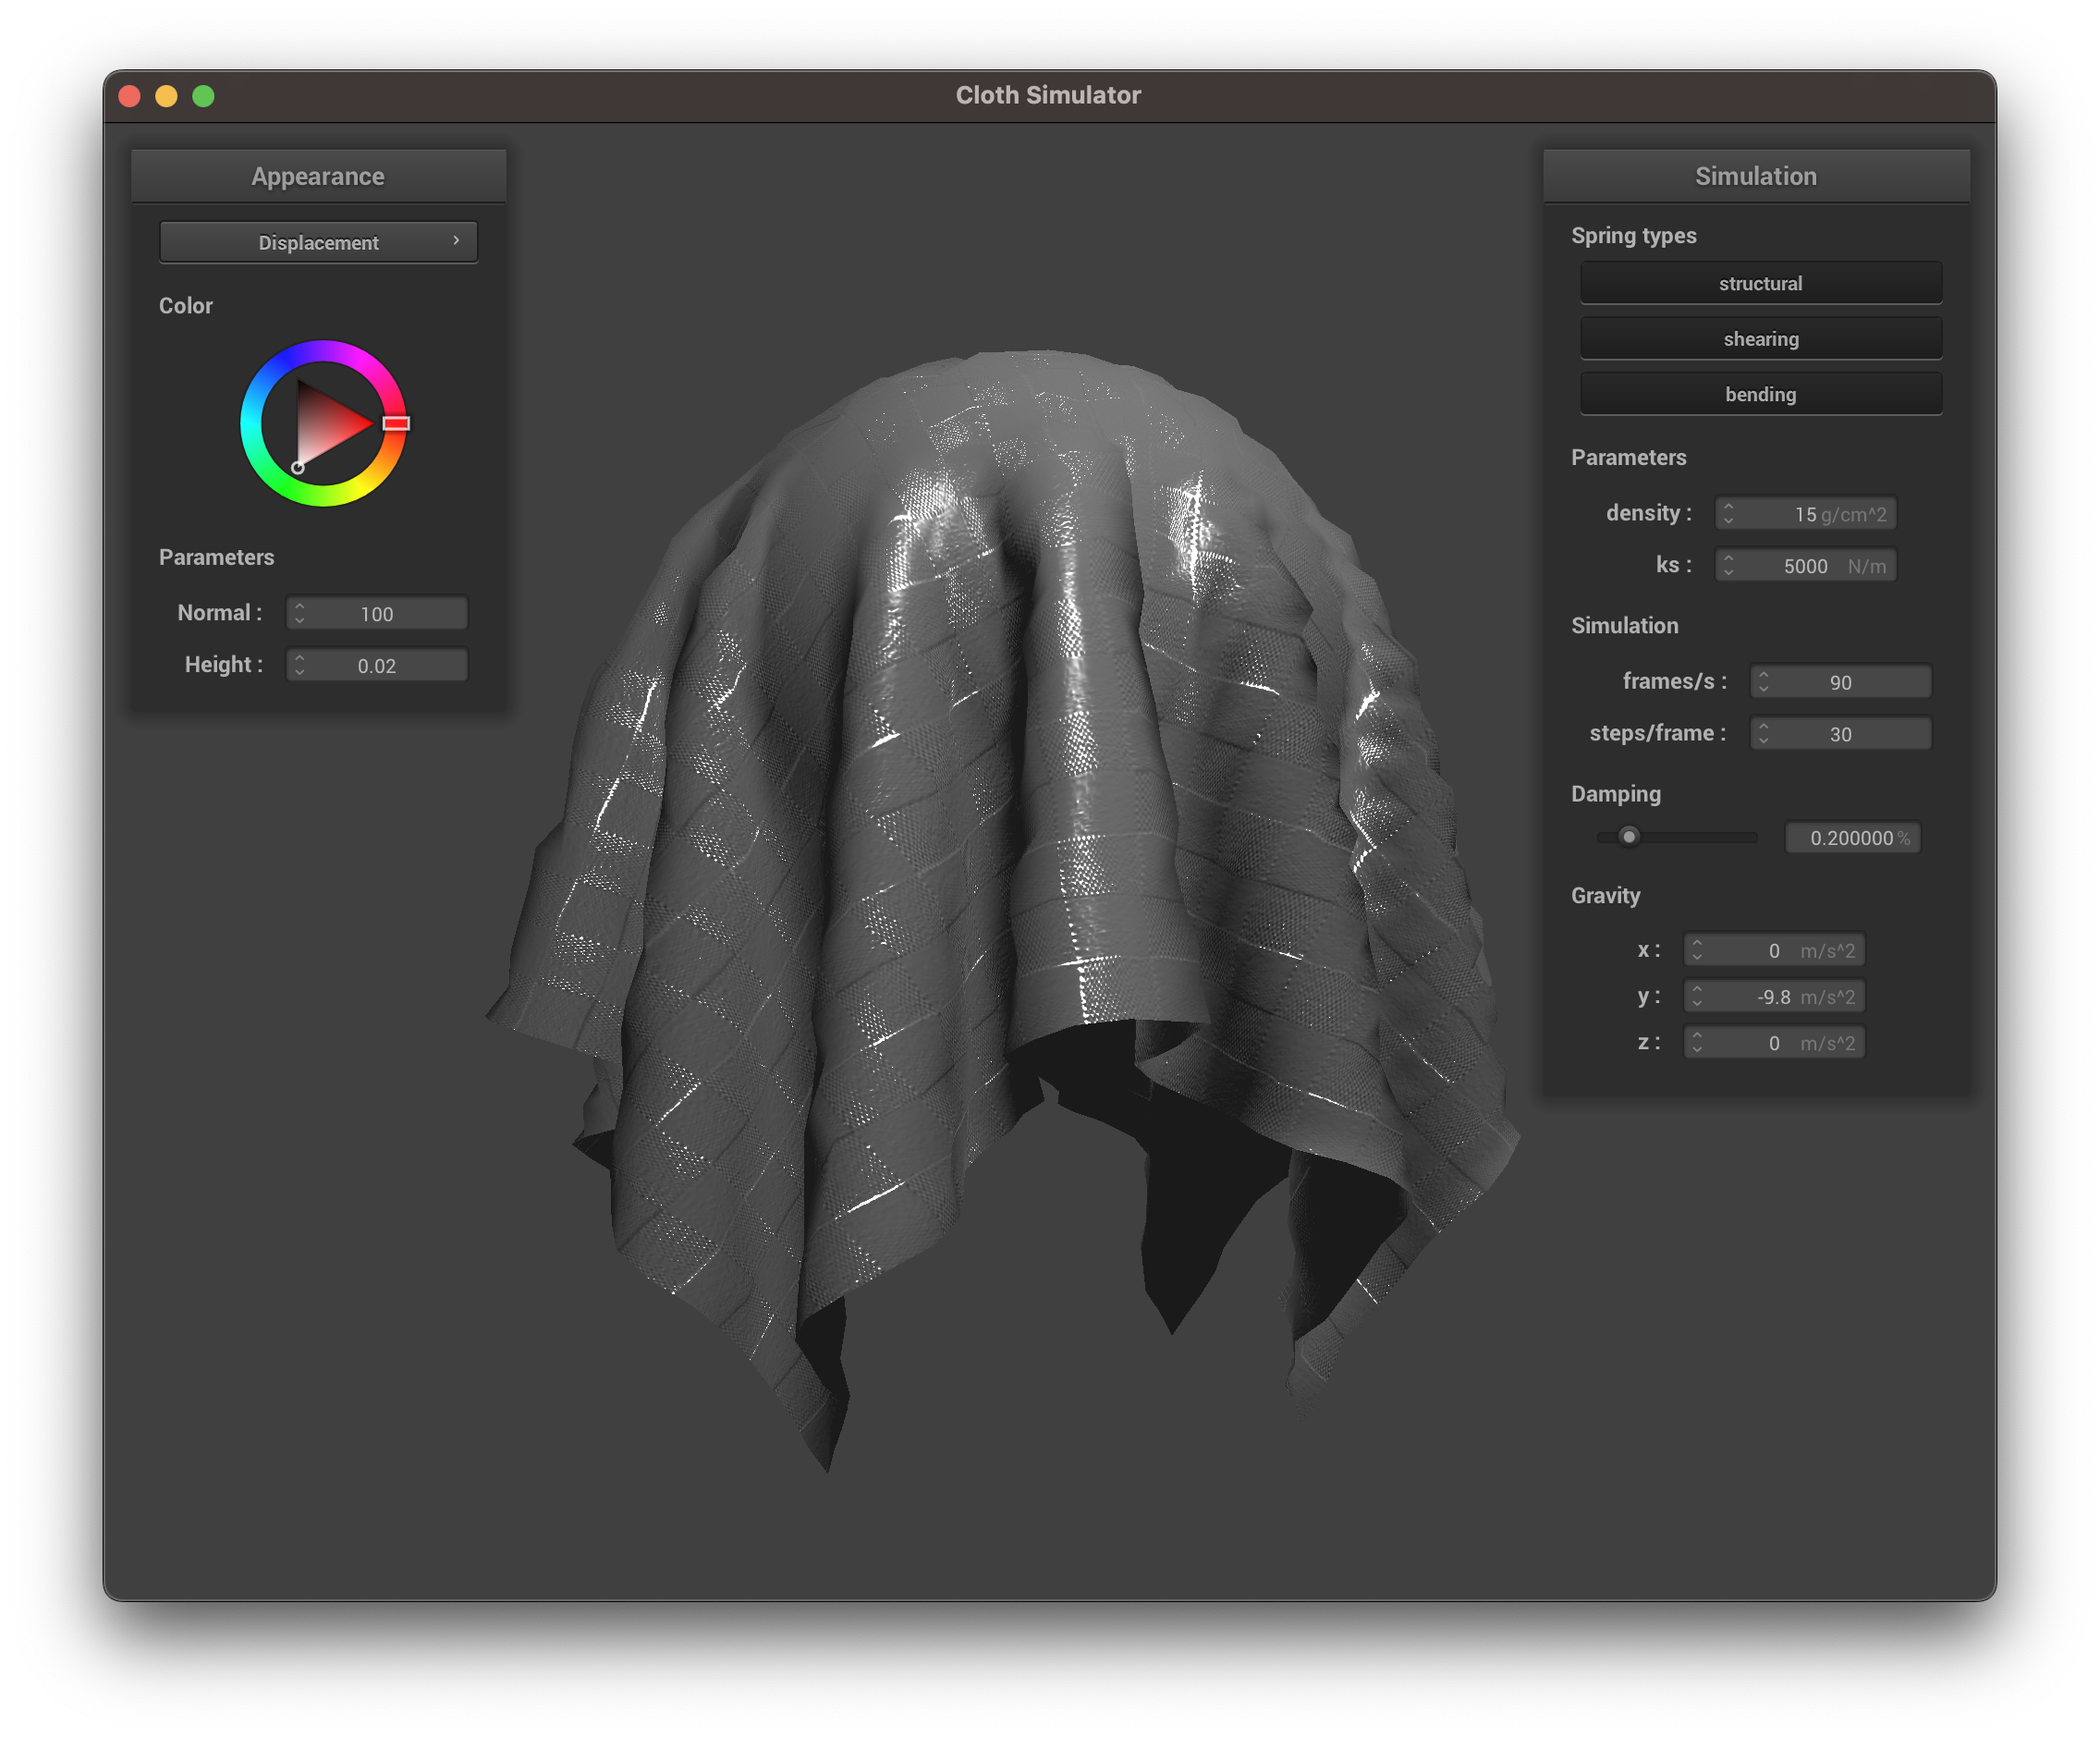 Cloth Simulator
Appearance
Displacement
Color
Parameters
Normal : 100
Height : 0.02
Simulation
Spring types
structural
shearing
bending
Parameters
density : 15 g/cm^2
ks : 5000 N/m
Simulation
frames/s : 90
steps/frame : 30
Damping
0.200000 %
Gravity
x : 0 m/s^2
y : -9.8 m/s^2
z : 0 m/s^2